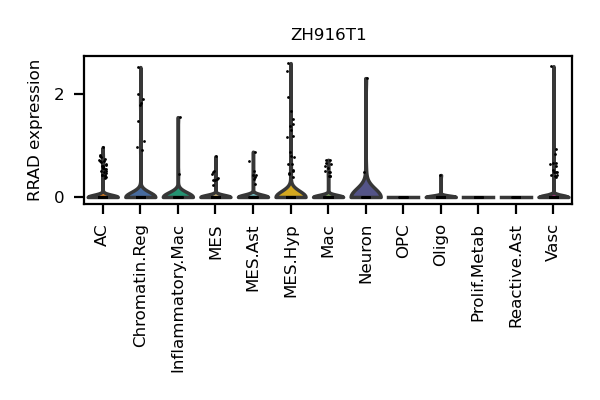 ZH916T1
RRAD expression
2
0
AC
Chromatin.Reg
Inflammatory.Mac
MES
MES.Ast
MES.Hyp
Mac
Neuron
OPC
Oligo
Prolif.Metab
Reactive.Ast
Vasc